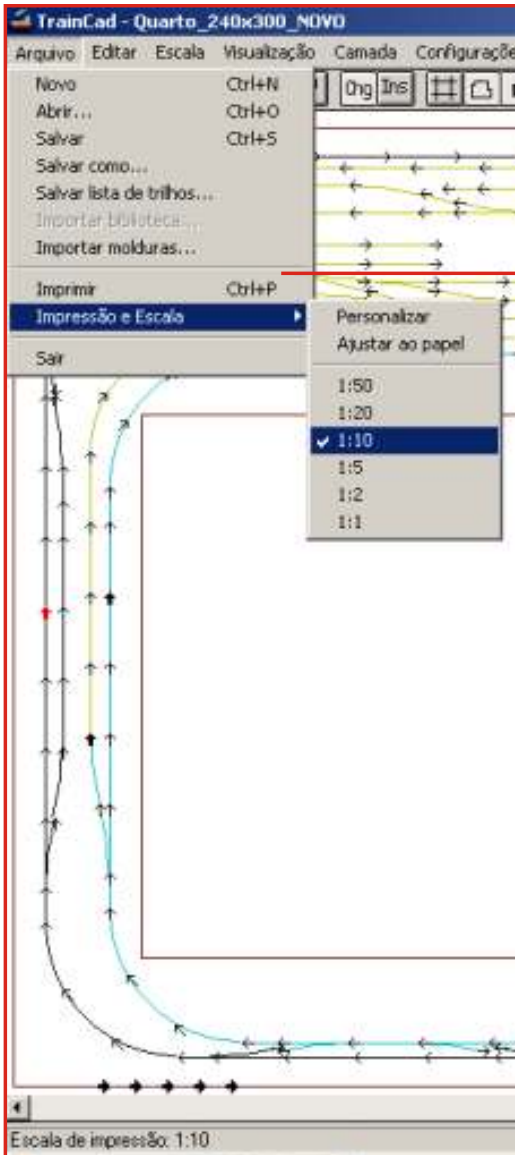 TrainCad - Quarto_240x300_NOVO
Arquivo Editar Escala Visualização Camada Configuraçõe
Chg Ins
Novo Ctrl+N
Abrir... Ctrl+O
Salvar Ctrl+S
Salvar como...
Salvar lista de trilhos...
Importar biblioteca...
Importar molduras...
Imprimir Ctrl+P
Impressão e Escala
Sair
Personalizar
Ajustar ao papel
1:50
1:20
1:10
1:5
1:2
1:1
Escala de impressão: 1:10